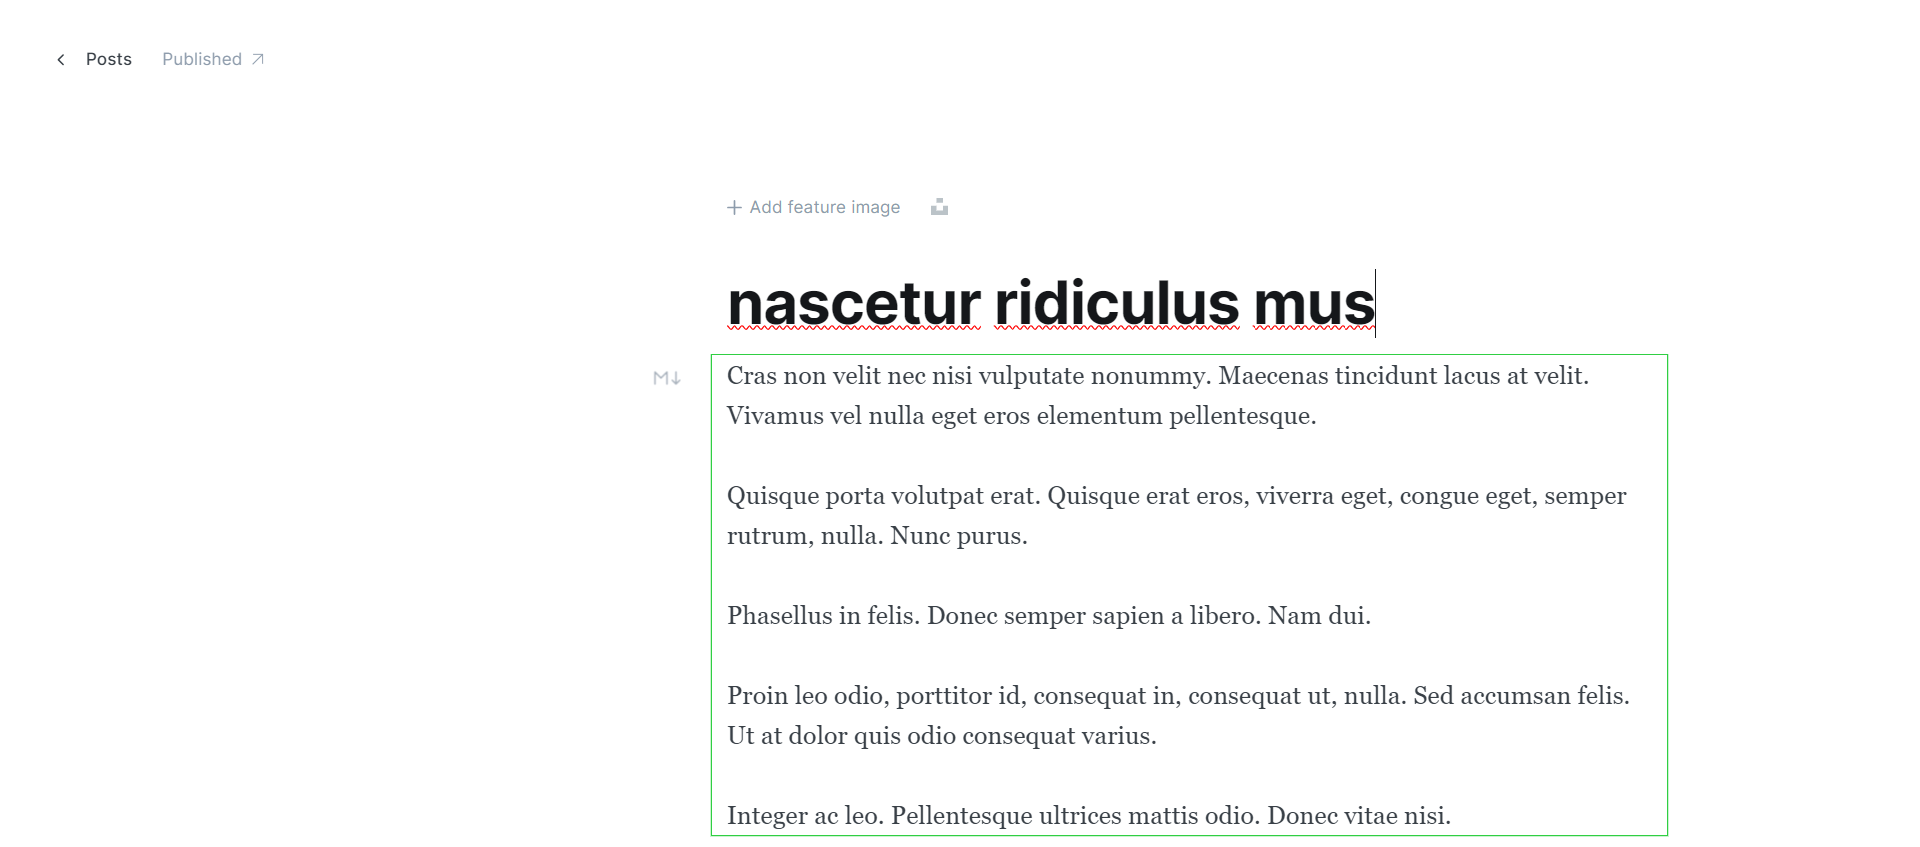 Posts Published
Add feature image
nascetur ridiculus mus
M
Cras non velit nec nisi vulputate nonummy. Maecenas tincidunt lacus at velit.
Vivamus vel nulla eget eros elementum pellentesque.
Quisque porta volutpat erat. Quisque erat eros, viverra eget, congue eget, semper
rutrum, nulla. Nunc purus.
Phasellus in felis. Donec semper sapien a libero. Nam dui.
Proin leo odio, porttitor id, consequat in, consequat ut, nulla. Sed accumsan felis.
Ut at dolor quis odio consequat varius.
Integer ac leo. Pellentesque ultrices mattis odio. Donec vitae nisi.